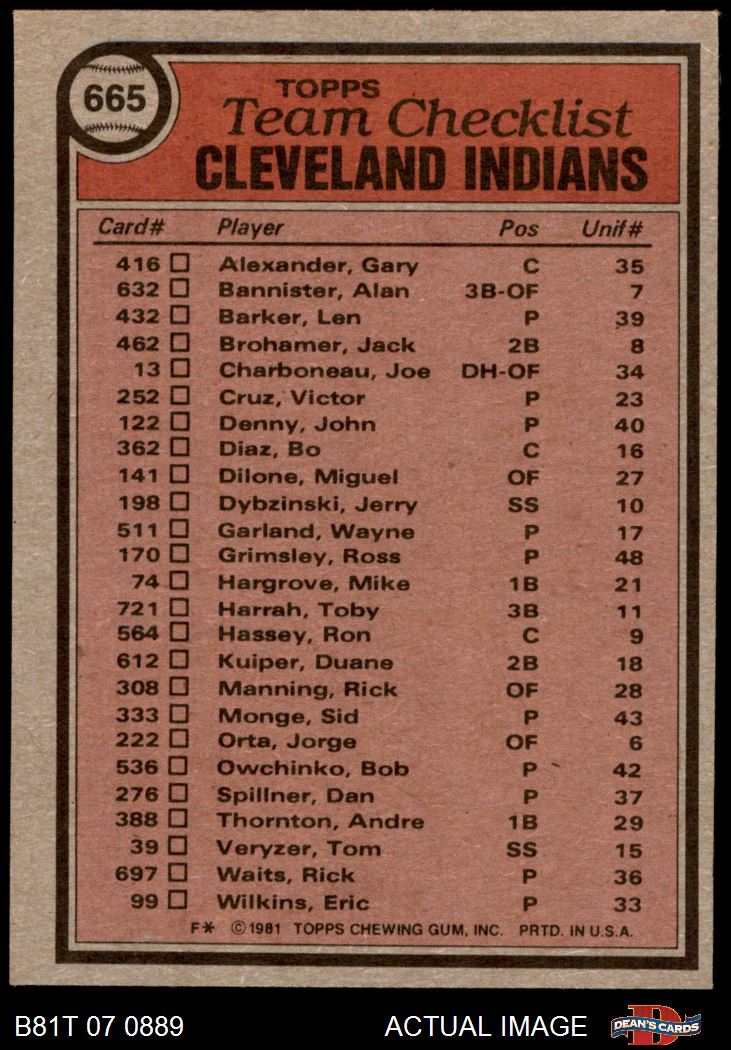 665
TOPPS
Team Checklist
CLEVELAND INDIANS
Card# Player Pos Unif#
416 Alexander, Gary C 35
632 Bannister, Alan 3B-OF 7
432 Barker, Len P 39
462 Brohamer, Jack 2B 8
13 Charboneau, Joe DH-OF 34
252 Cruz, Victor P 23
122 Denny, John P 40
362 Diaz, Bo C 16
141 Dilone, Miguel OF 27
198 Dybzinski, Jerry SS 10
511 Garland, Wayne P 17
170 Grimsley, Ross P 48
74 Hargrove, Mike 1B 21
721 Harrah, Toby 3B 11
564 Hassey, Ron C 9
612 Kuiper, Duane 2B 18
308 Manning, Rick OF 28
333 Monge, Sid P 43
222 Orta, Jorge OF 6
536 Owchinko, Bob P 42
276 Spillner, Dan P 37
388 Thornton, Andre 1B 29
39 Veryzer, Tom SS 15
697 Waits, Rick P 36
99 Wilkins, Eric P 33
F* ©1981 TOPPS CHEWING GUM, INC. PRTD. IN U.S.A.
B81T 07 0889 ACTUAL IMAGE D DEAN'S CARDS